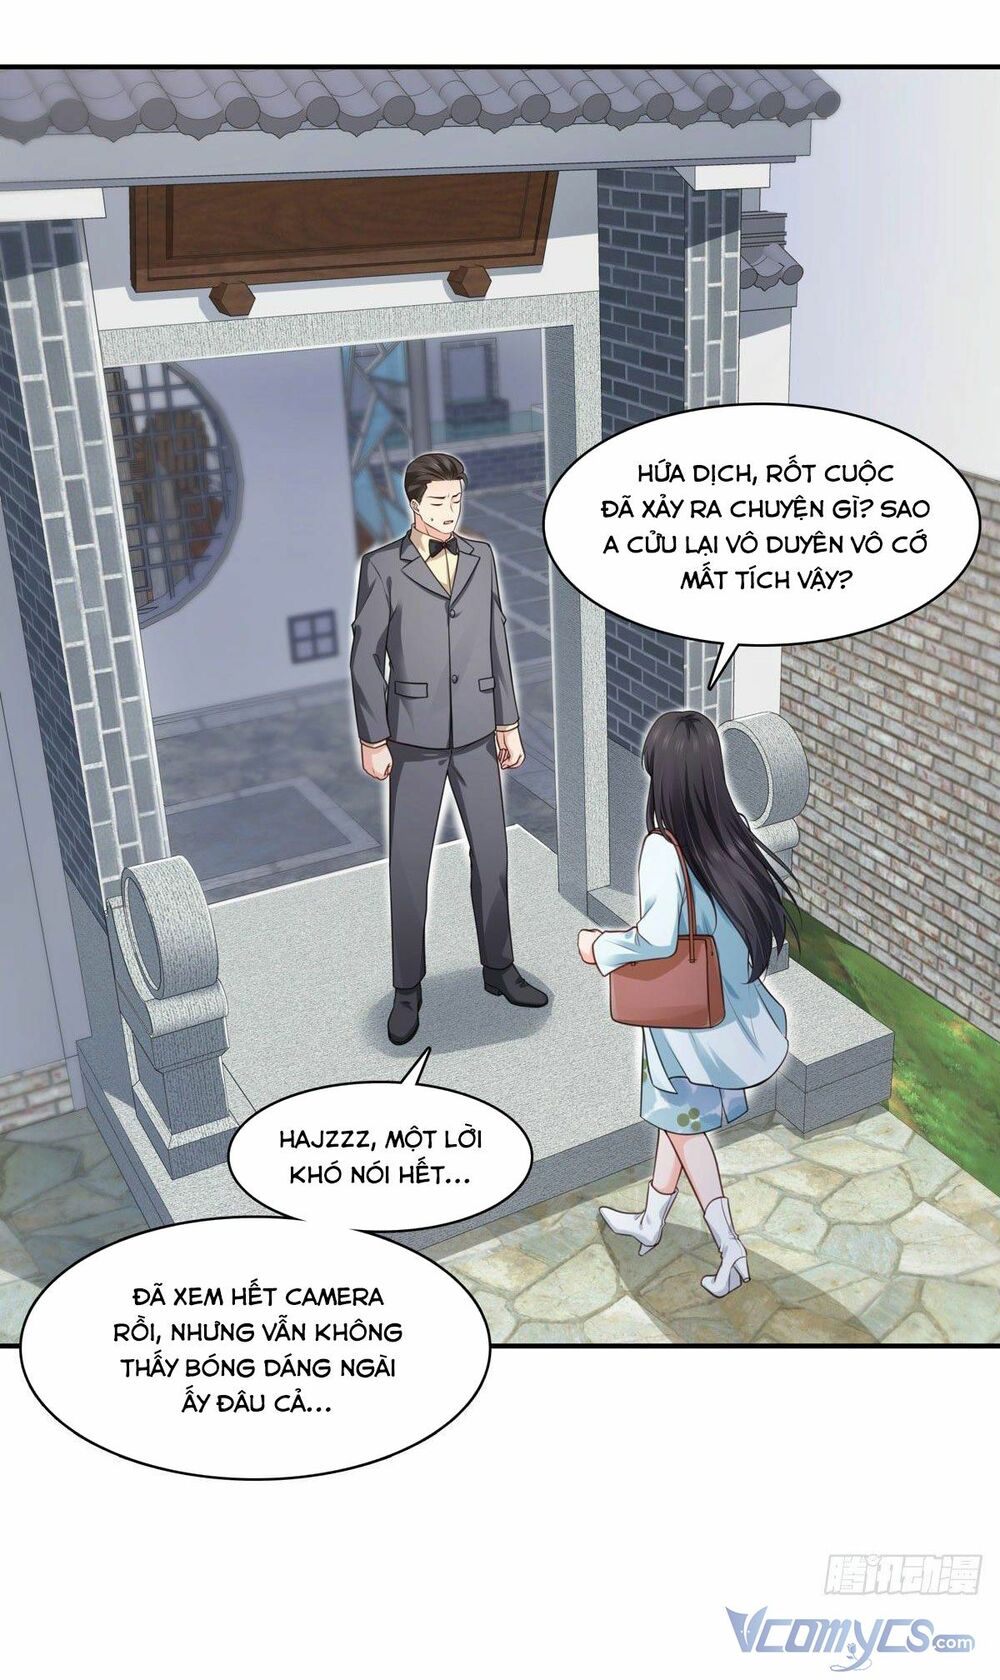 HỨA DỊCH, RỐT CUỘC
ĐÃ XẢY RA CHUYỆN GÌ? SAO
A CỬU LẠI VÔ DUYÊN VÔ CỚ
MẤT TÍCH VẬY?
HAJZZZ, MỘT LỜI
KHÓ NÓI HẾT...
ĐÃ XEM HẾT CAMERA
RỒI, NHƯNG VẪN KHÔNG
THẤY BÓNG DÁNG NGÀI
ẤY ĐÂU CẢ...
腾讯动漫
VCOMYCS.com